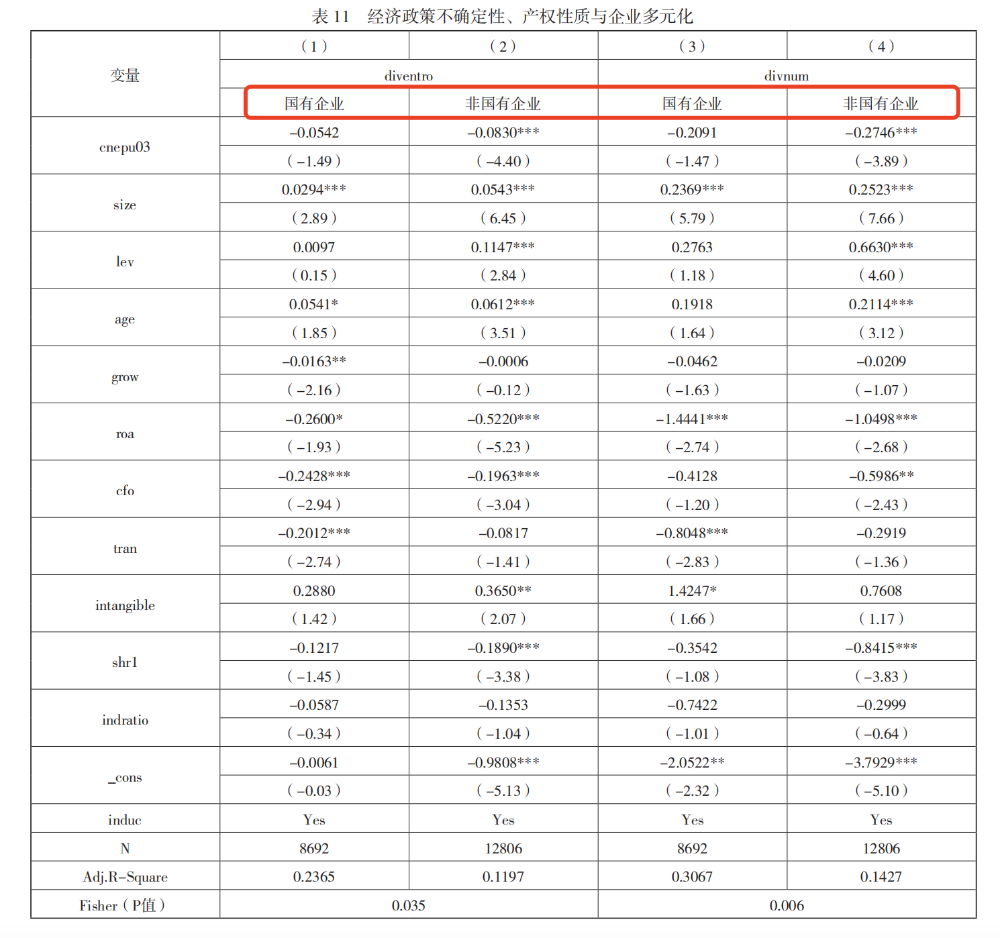 表 11 经济政策不确定性、产权性质与企业多元化
变量 （1） （2） （3） （4）
diventro divnum
国有企业 非国有企业 国有企业 非国有企业
cnepu03 -0.0542 -0.0830*** -0.2091 -0.2746***
（-1.49） （-4.40） （-1.47） （-3.89）
size 0.0294*** 0.0543*** 0.2369*** 0.2523***
（2.89） （6.45） （5.79） （7.66）
lev 0.0097 0.1147*** 0.2763 0.6630***
（0.15） （2.84） （1.18） （4.60）
age 0.0541* 0.0612*** 0.1918 0.2114***
（1.85） （3.51） （1.64） （3.12）
grow -0.0163** -0.0006 -0.0462 -0.0209
（-2.16） （-0.12） （-1.63） （-1.07）
roa -0.2600* -0.5220*** -1.4441*** -1.0498***
（-1.93） （-5.23） （-2.74） （-2.68）
cfo -0.2428*** -0.1963*** -0.4128 -0.5986**
（-2.94） （-3.04） （-1.20） （-2.43）
tran -0.2012*** -0.0817 -0.8048*** -0.2919
（-2.74） （-1.41） （-2.83） （-1.36）
intangible 0.2880 0.3650** 1.4247* 0.7608
（1.42） （2.07） （1.66） （1.17）
shr1 -0.1217 -0.1890*** -0.3542 -0.8415***
（-1.45） （-3.38） （-1.08） （-3.83）
indratio -0.0587 -0.1353 -0.7422 -0.2999
（-0.34） （-1.04） （-1.01） （-0.64）
_cons -0.0061 -0.9808*** -2.0522** -3.7929***
（-0.03） （-5.13） （-2.32） （-5.10）
induc Yes Yes Yes Yes
N 8692 12806 8692 12806
Adj.R-Square 0.2365 0.1197 0.3067 0.1427
Fisher（P值） 0.035 0.006